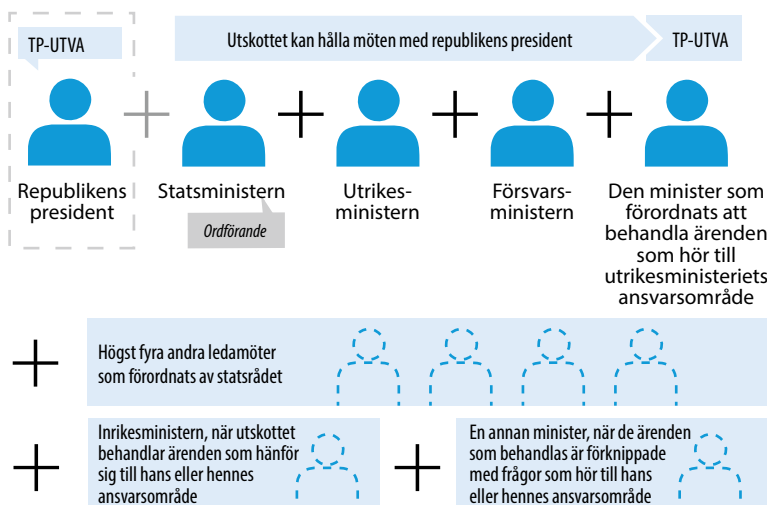 TP-UTVA
Utskottet kan hålla möten med republikens president
TP-UTVA
Republikens
president
Statsministern
Ordförande
Utrikes-
ministern
Försvars-
ministern
Den minister som
förordnats att
behandla ärenden
som hör till
utrikesministeriets
ansvarsområde
Högst fyra andra ledamöter
som förordnats av statsrådet
Inrikesministern, när utskottet
behandlar ärenden som hänför
sig till hans eller hennes
ansvarsområde
En annan minister, när de ärenden
som behandlas är förknippade
med frågor som hör till hans
eller hennes ansvarsområde